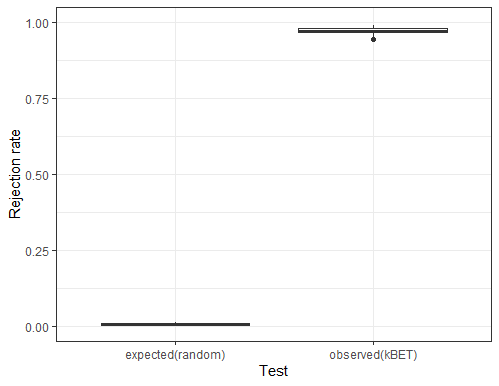 Rejection rate
1.00
0.75
0.50
0.25
0.00
expected(random)
observed(kBET)
Test